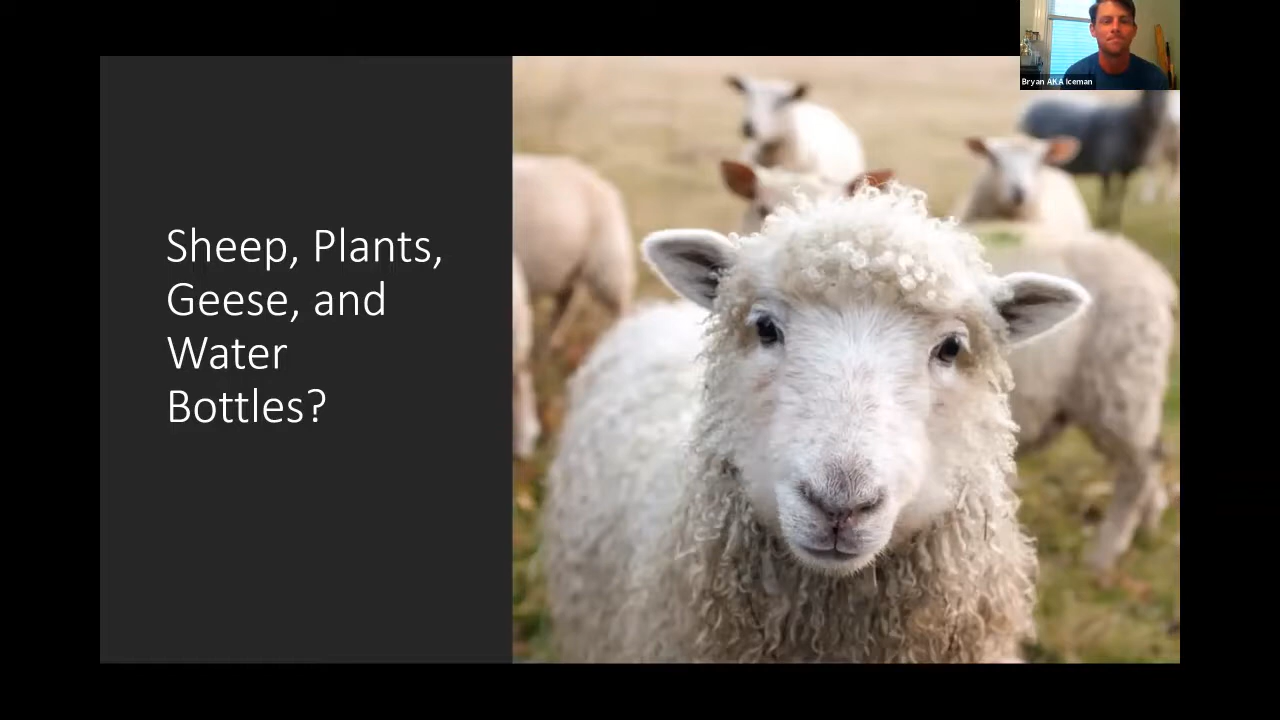 Bryan AKA Iceman
Sheep, Plants,
Geese, and
Water
Bottles?